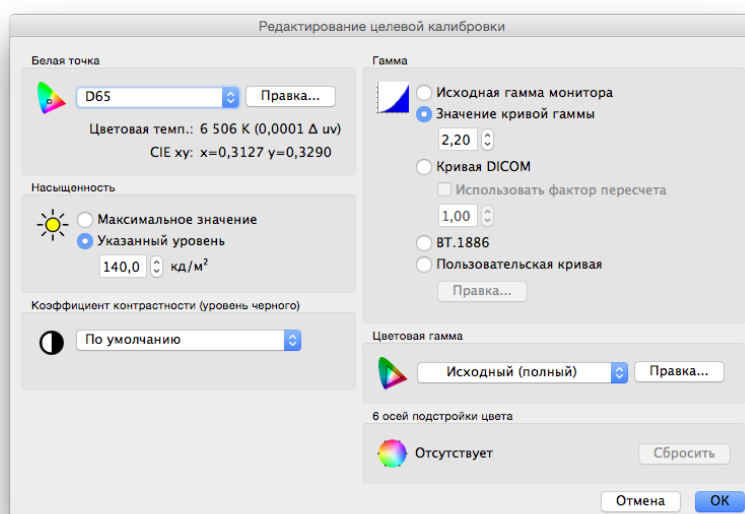 Редактирование целевой калибровки
Белая точка
D65
Правка...
Цветовая темп.: 6 506 K (0,0001 Δ uv)
CIE xy: x=0,3127 y=0,3290
Насыщенность
Максимальное значение
Указанный уровень
140,0 кд/м²
Коэффициент контрастности (уровень черного)
По умолчанию
Гамма
Исходная гамма монитора
Значение кривой гаммы
2,20
Кривая DICOM
Использовать фактор пересчета
1,00
BT.1886
Пользовательская кривая
Правка...
Цветовая гамма
Исходный (полный)
Правка...
6 осей подстройки цвета
Отсутствует
Сбросить
Отмена
OK